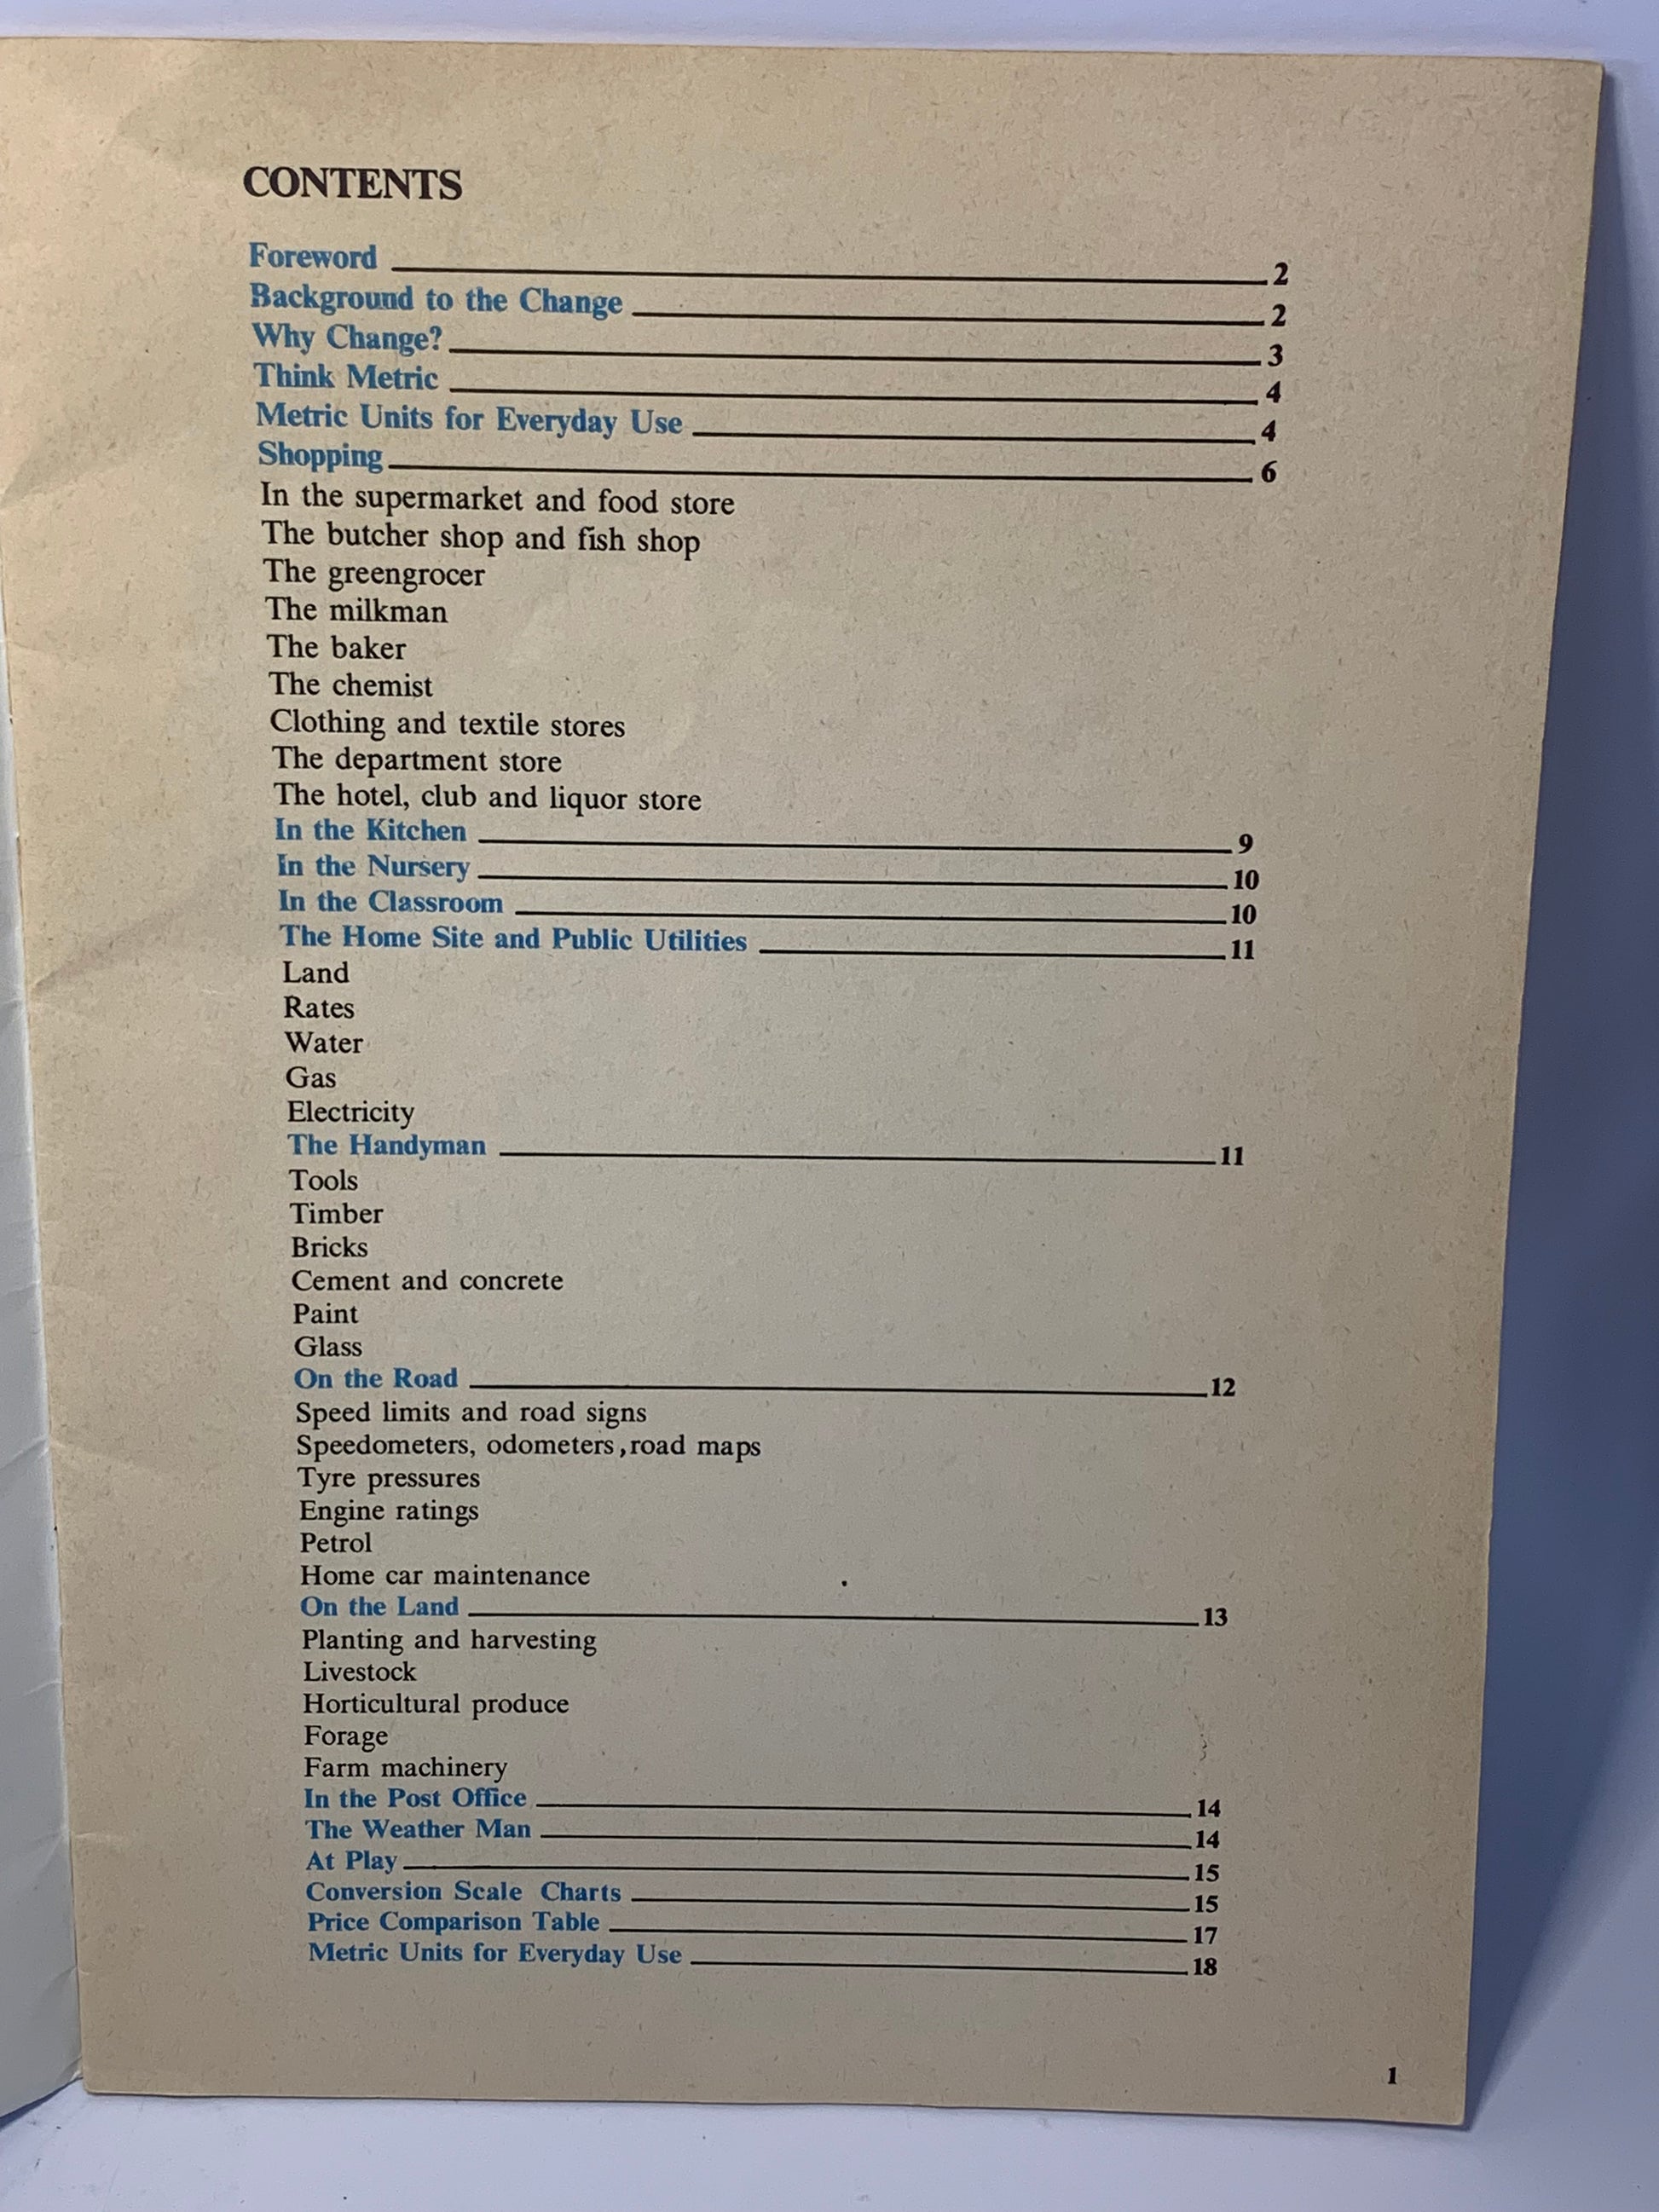 CONTENTS
Foreword 2
Background to the Change 2
Why Change? 3
Think Metric 4
Metric Units for Everyday Use 4
Shopping 6
In the supermarket and food store
The butcher shop and fish shop
The greengrocer
The milkman
The baker
The chemist
Clothing and textile stores
The department store
The hotel, club and liquor store
In the Kitchen 9
In the Nursery 10
In the Classroom 10
The Home Site and Public Utilities 11
Land
Rates
Water
Gas
Electricity
The Handyman 11
Tools
Timber
Bricks
Cement and concrete
Paint
Glass
On the Road 12
Speed limits and road signs
Speedometers, odometers, road maps
Tyre pressures
Engine ratings
Petrol
Home car maintenance
On the Land 13
Planting and harvesting
Livestock
Horticultural produce
Forage
Farm machinery
In the Post Office 14
The Weather Man 14
At Play 15
Conversion Scale Charts 15
Price Comparison Table 17
Metric Units for Everyday Use 18
1